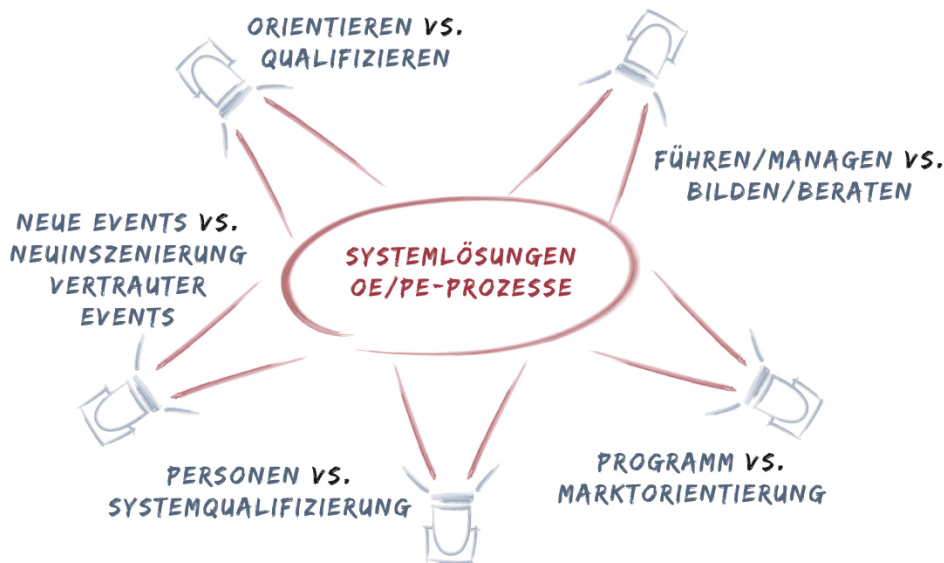 ORIENTIEREN VS.
QUALIFIZIEREN
FÜHREN/MANAGEN VS.
BILDEN/BERATEN
NEUE EVENTS VS.
NEUINSZENIERUNG
VERTRAUTER
EVENTS
SYSTEMLÖSUNGEN
OE/PE-PROZESSE
PERSONEN VS.
SYSTEMQUALIFIZIERUNG
PROGRAMM VS.
MARKTORIENTIERUNG